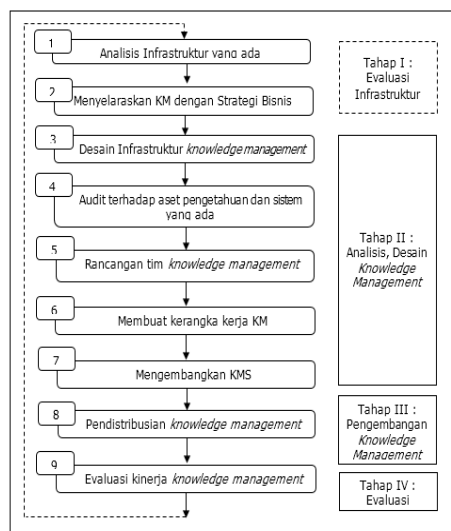 1
Analisis Infrastruktur yang ada
2
Menyelaraskan KM dengan Strategi Bisnis
3
Desain Infrastruktur knowledge management
4
Audit terhadap aset pengetahuan dan sistem
yang ada
5
Rancangan tim knowledge management
6
Membuat kerangka kerja KM
7
Mengembangkan KMS
8
Pendistribusian knowledge management
9
Evaluasi kinerja knowledge management
Tahap I :
Evaluasi
Infrastruktur
Tahap II :
Analisis, Desain
Knowledge
Management
Tahap III :
Pengembangan
Knowledge
Management
Tahap IV :
Evaluasi